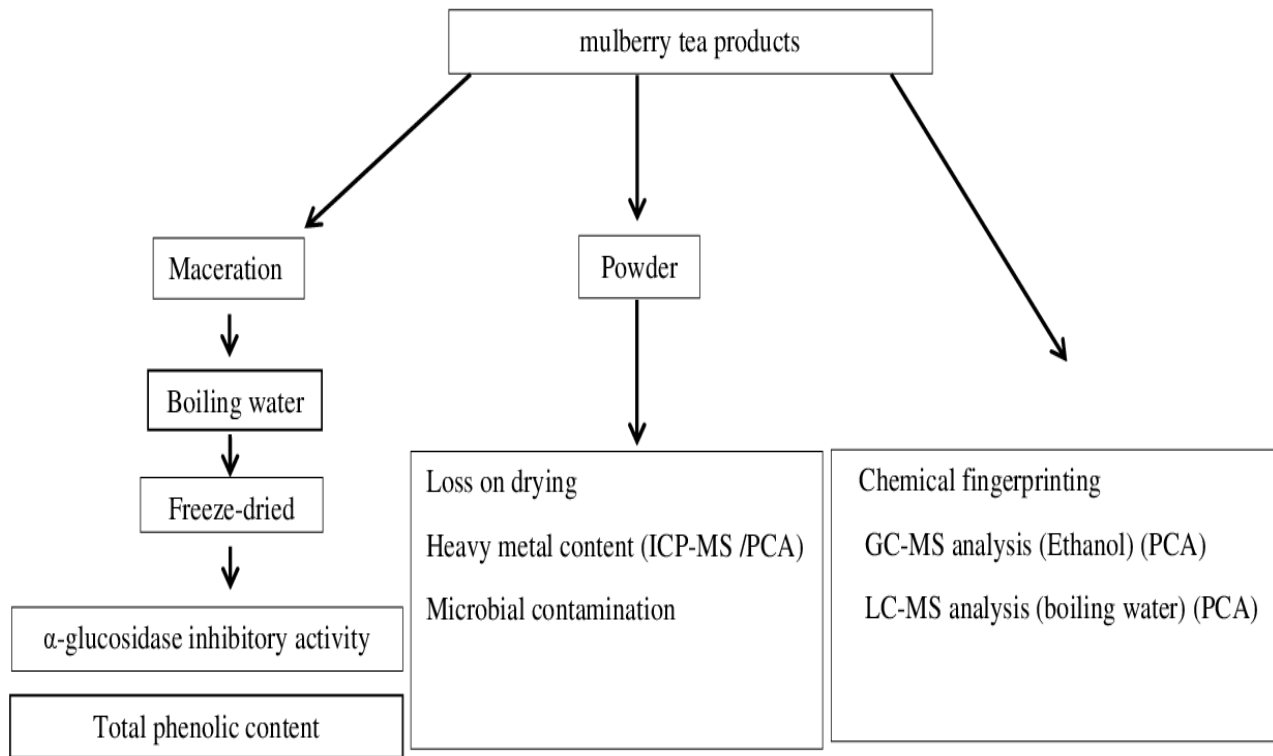 mulberry tea products
Maceration
Boiling water
Freeze-dried
α-glucosidase inhibitory activity
Total phenolic content
Powder
Loss on drying
Heavy metal content (ICP-MS /PCA)
Microbial contamination
Chemical fingerprinting
GC-MS analysis (Ethanol) (PCA)
LC-MS analysis (boiling water) (PCA)